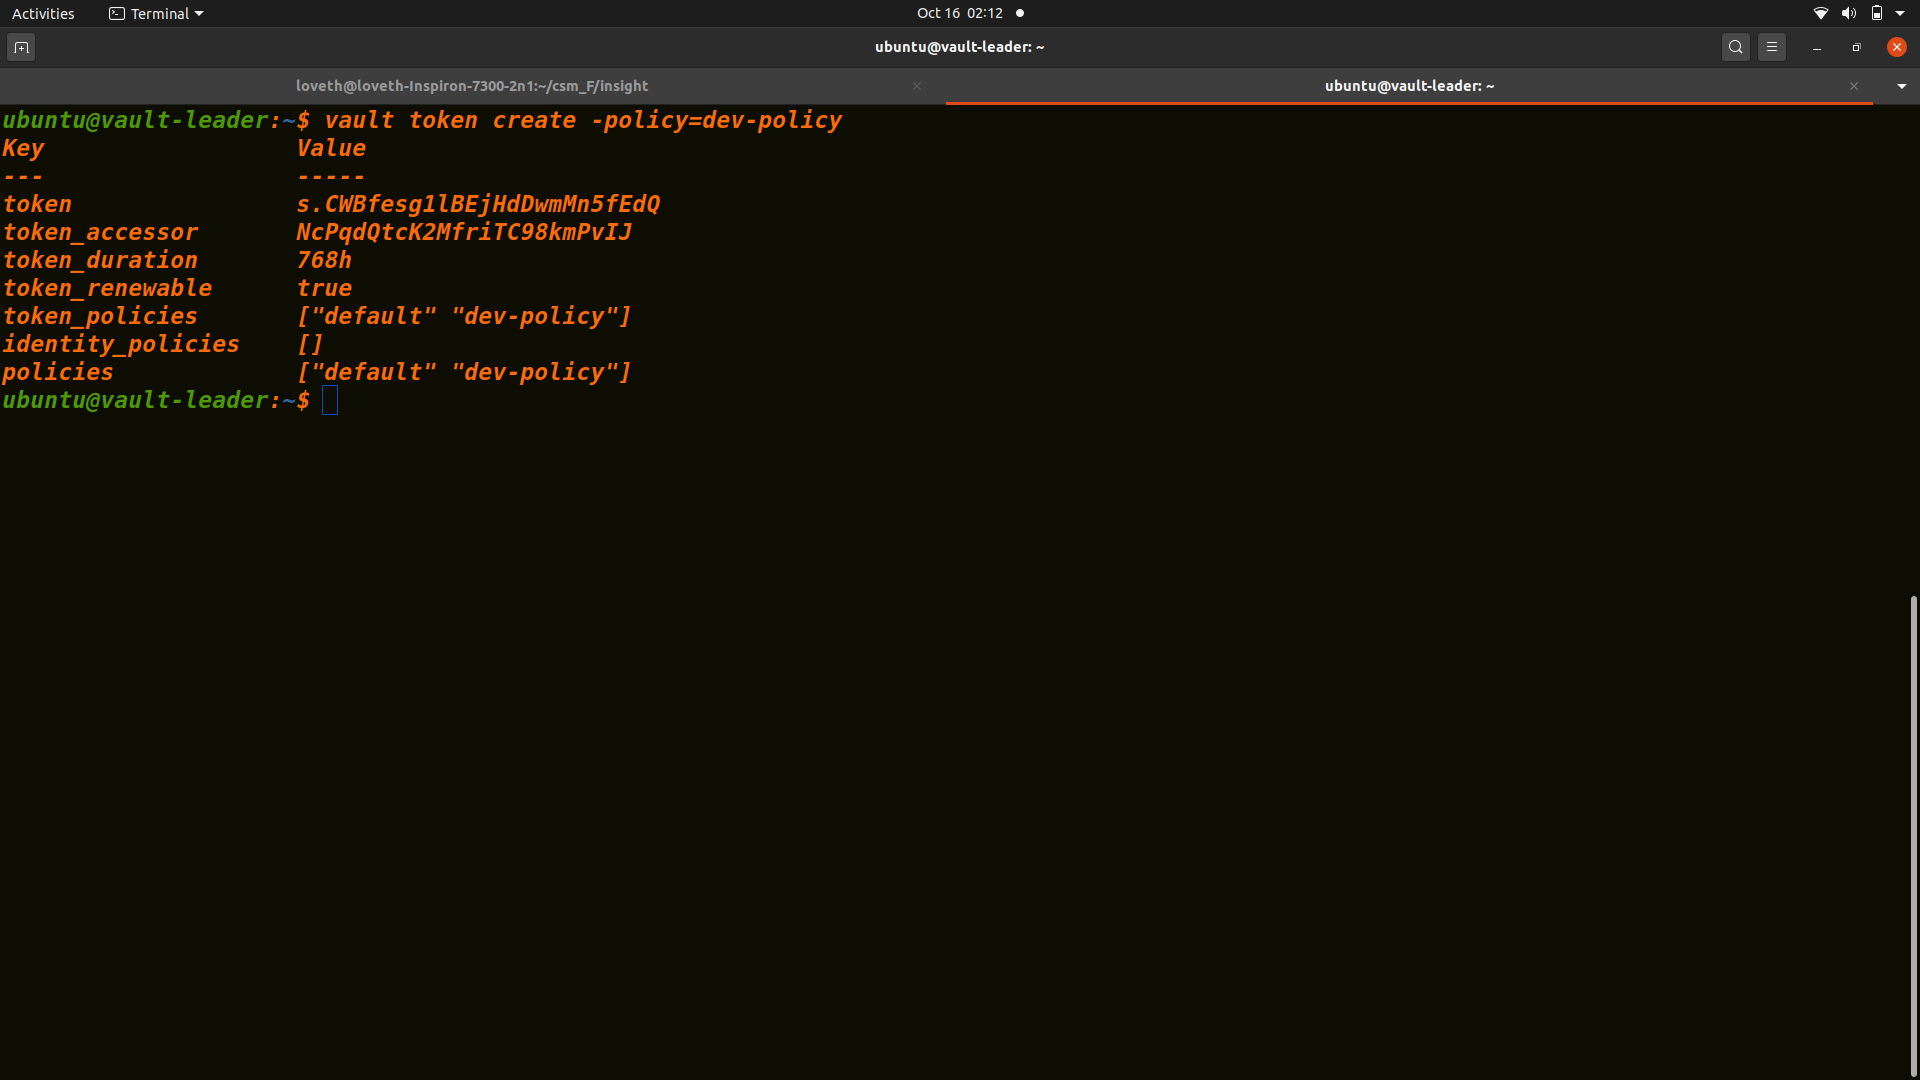 Activities Terminal Oct 16 02:12
ubuntu@vault-leader: ~
loveth@loveth-Inspiron-7300-2n1:~/csm_F/insight ubuntu@vault-leader: ~
ubuntu@vault-leader:~$ vault token create -policy=dev-policy
Key Value
--- -----
token s.CWBfesg1lBEjHdDwmMn5fEdQ
token_accessor NcPqdQtcK2MfriTC98kmPvIJ
token_duration 768h
token_renewable true
token_policies ["default" "dev-policy"]
identity_policies []
policies ["default" "dev-policy"]
ubuntu@vault-leader:~$